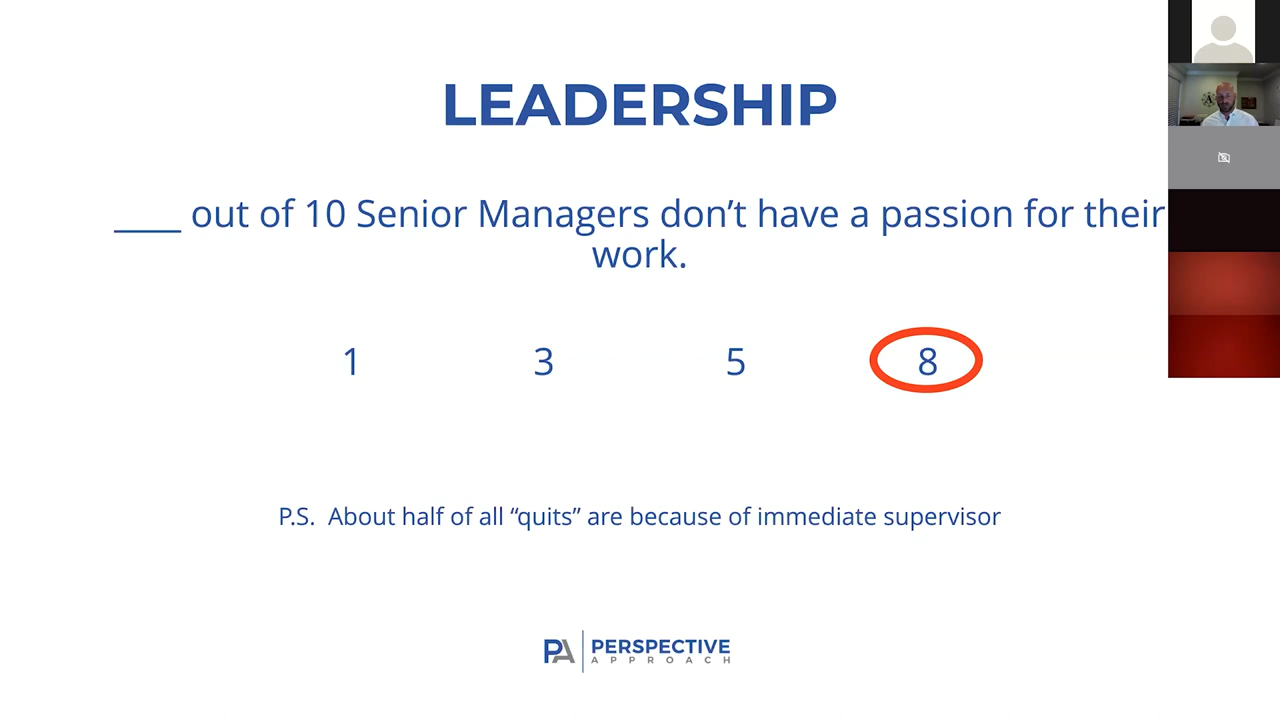 LEADERSHIP
____ out of 10 Senior Managers don’t have a passion for their
work.
1 3 5 8
P.S. About half of all “quits” are because of immediate supervisor
PA PERSPECTIVE
APPROACH